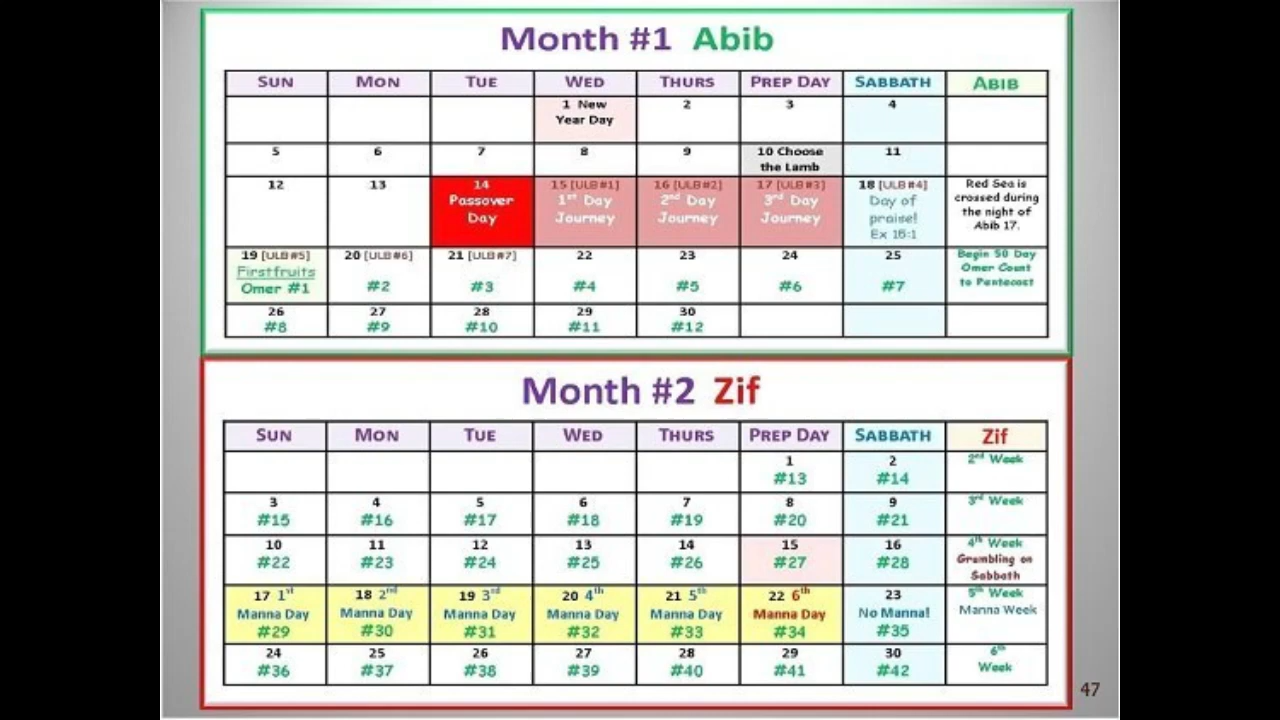 Month #1 Abib
SUN MON TUE WED THURS PREP DAY SABBATH ABIB
1 New Year Day 2 3 4
5 6 7 8 9 10 Choose the Lamb 11
12 13 14 Passover Day 15 [ULB#1] 1st Day Journey 16 [ULB#2] 2nd Day Journey 17 [ULB#3] 3rd Day Journey 18 [ULB#4] Day of praise! Ex 15:1 Red Sea is crossed during the night of Abib 17.
19 [ULB#5] Firstfruits Omer #1 20 [ULB#6] #2 21 [ULB#7] #3 22 #4 23 #5 24 #6 25 #7 Begin 50 Day Omer Count to Pentecost
26 #8 27 #9 28 #10 29 #11 30 #12
Month #2 Zif
SUN MON TUE WED THURS PREP DAY SABBATH Zif
1 #13 2 #14 2nd Week
3 #15 4 #16 5 #17 6 #18 7 #19 8 #20 9 #21 3rd Week
10 #22 11 #23 12 #24 13 #25 14 #26 15 #27 16 #28 4th Week Grumbling on Sabbath
17 1st Manna Day #29 18 2nd Manna Day #30 19 3rd Manna Day #31 20 4th Manna Day #32 21 5th Manna Day #33 22 6th Manna Day #34 23 No Manna! #35 5th Week Manna Week
24 #36 25 #37 26 #38 27 #39 28 #40 29 #41 30 #42 6th Week
47